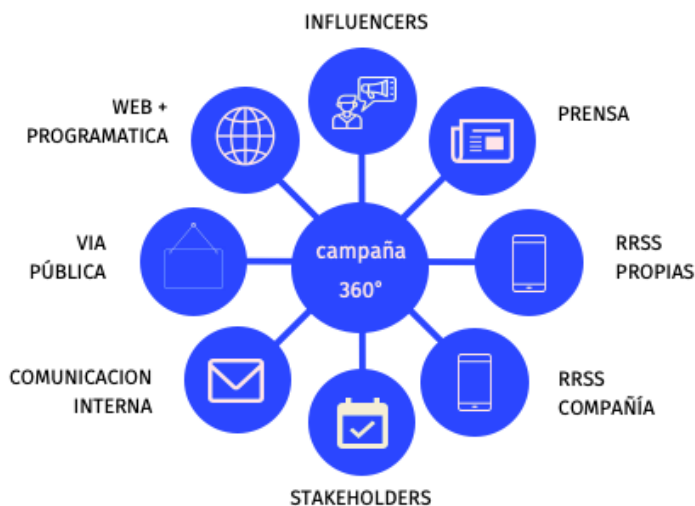 INFLUENCERS
WEB +
PROGRAMATICA
PRENSA
VIA
PÚBLICA
campaña
360°
RRSS
PROPIAS
COMUNICACION
INTERNA
RRSS
COMPAÑÍA
STAKEHOLDERS